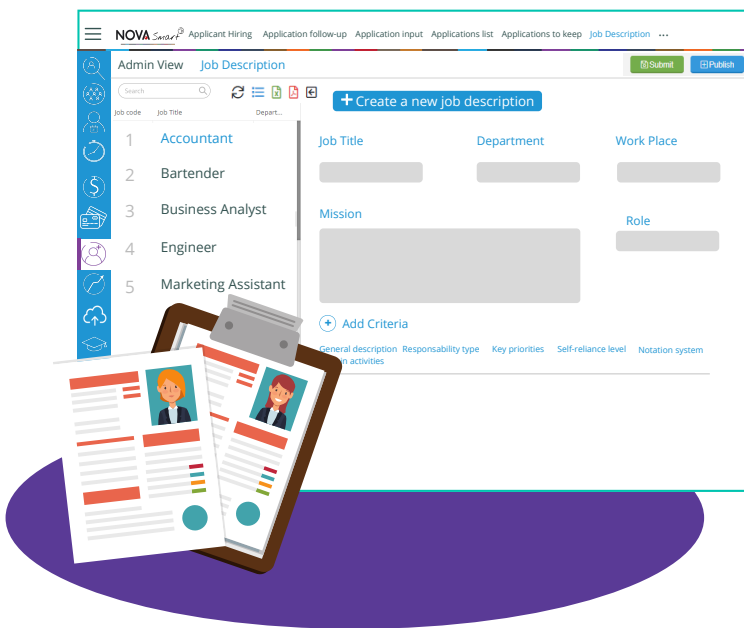 NOVA Smart Applicant Hiring Application follow-up Application input Applications list Applications to keep Job Description ...
Admin View Job Description Submit Publish
Search
Create a new job description
Job code Job Title Depart...
1 Accountant
2 Bartender
3 Business Analyst
4 Engineer
5 Marketing Assistant
Job Title Department Work Place
Mission
Role
Add Criteria
General description Responsability type Key priorities Self-reliance level Notation system
activities